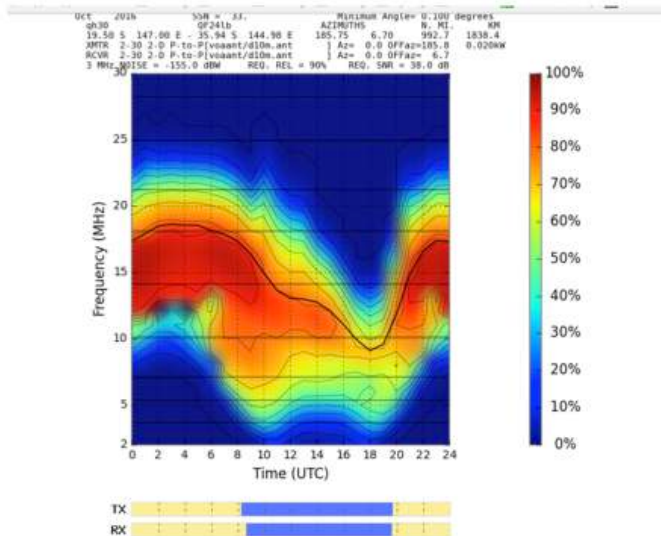 Oct 2016 SSN = 33. Minimum Angle= 0.100 degrees
qh30 QF24lb AZIMUTHS N. MI. KM
19.50 S 147.00 E - 35.94 S 144.98 E 185.75 6.70 992.7 1838.4
XMTR 2-30 2-D P-to-P[voaant/d10m.ant ] Az= 0.0 OFFaz=185.8 0.020kW
RCVR 2-30 2-D P-to-P[voaant/d10m.ant ] Az= 0.0 OFFaz= 6.7
3 MHz NOISE = -155.0 dBW REQ. REL = 90% REQ. SNR = 38.0 dB
30
25
20
15
10
5
2
Frequency (MHz)
0 2 4 6 8 10 12 14 16 18 20 22 24
Time (UTC)
100%
90%
80%
70%
60%
50%
40%
30%
20%
10%
0%
TX
RX